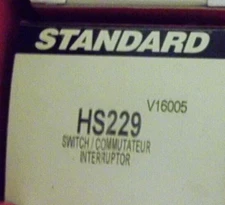 STANDARD
V16005
HS229
SWITCH / COMMUTATEUR
INTERRUPTOR